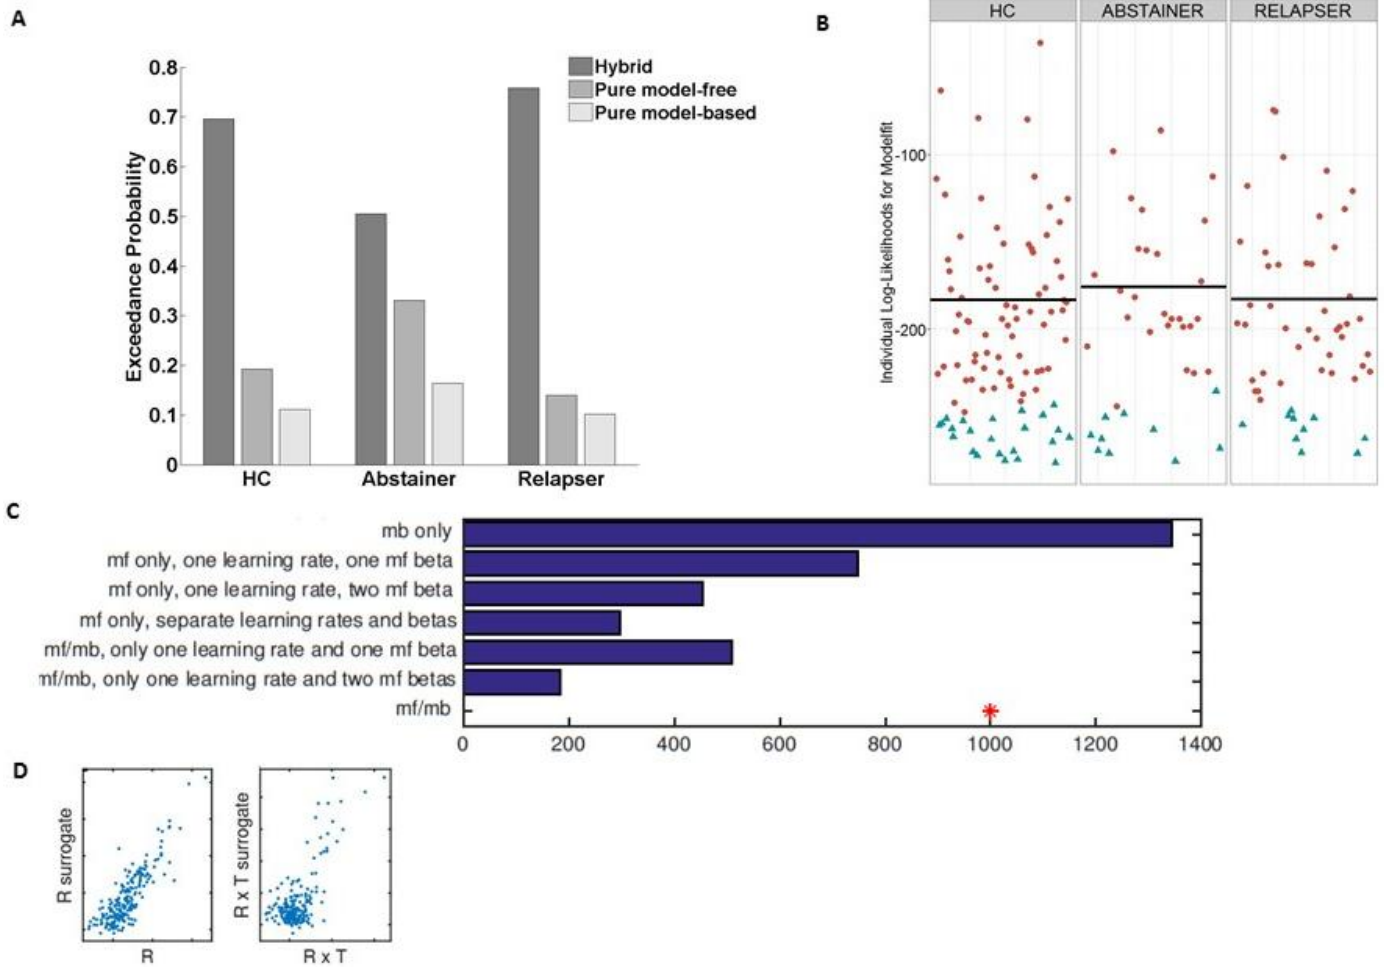 A
Exceedance Probability
0.8
0.7
0.6
0.5
0.4
0.3
0.2
0.1
0
Hybrid
Pure model-free
Pure model-based
HC
Abstainer
Relapser
B
HC
ABSTAINER
RELAPSER
Individual Log-Likelihoods for Modelfit
-100
-200
C
mb only
mf only, one learning rate, one mf beta
mf only, one learning rate, two mf beta
mf only, separate learning rates and betas
mf/mb, only one learning rate and one mf beta
mf/mb, only one learning rate and two mf betas
mf/mb
0 200 400 600 800 1000 1200 1400
D
R surrogate
R
R x T surrogate
R x T